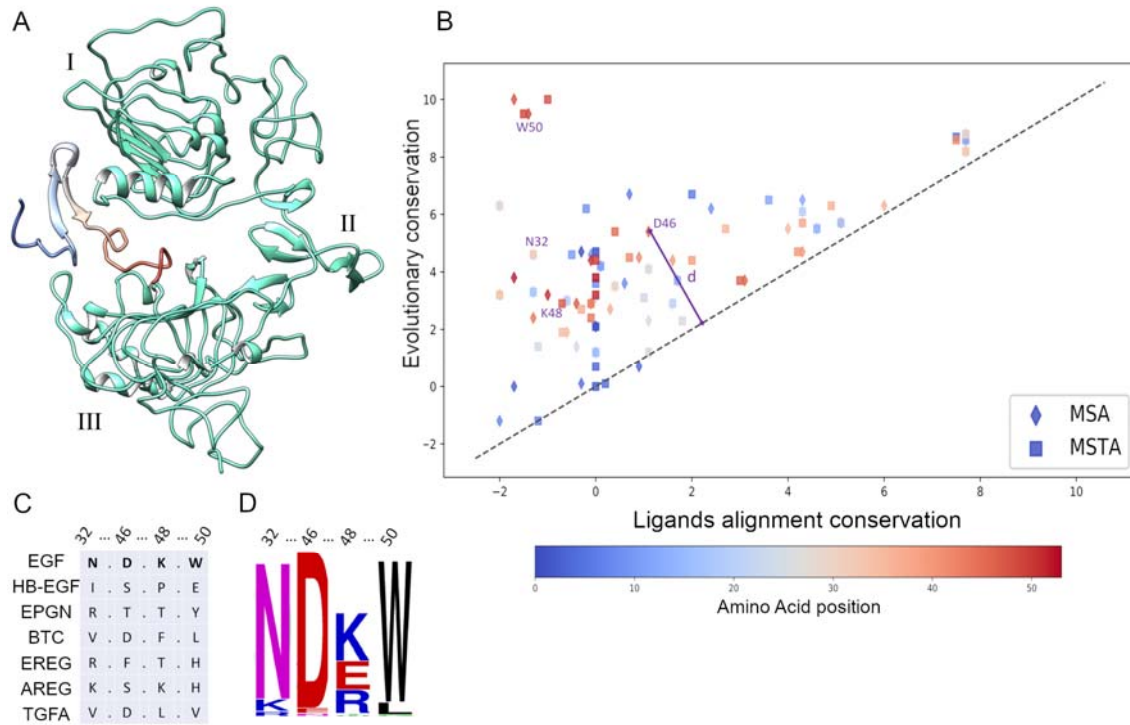 A
I
II
III
B
Evolutionary conservation
10
8
6
4
2
0
−2
W50
D46
N32
K48
d
MSA
MSTA
−2 0 2 4 6 8 10
Ligands alignment conservation
0 10 20 30 40 50
Amino Acid position
C
32 ... 46 ... 48 ... 50
EGF N . D . K . W
HB-EGF I . S . P . E
EPGN R . T . T . Y
BTC V . D . F . L
EREG R . F . T . H
AREG K . S . K . H
TGFA V . D . L . V
D
32 ... 46 ... 48 ... 50
N D K W
K E L
R